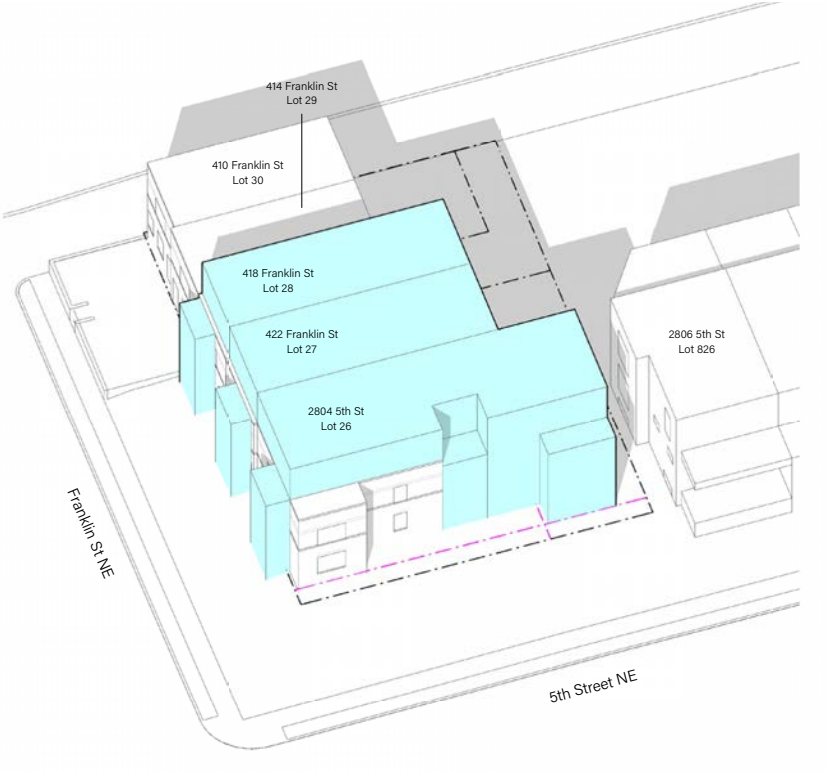 414 Franklin St
Lot 29
410 Franklin St
Lot 30
418 Franklin St
Lot 28
422 Franklin St
Lot 27
2806 5th St
Lot 826
2804 5th St
Lot 26
Franklin St NE
5th Street NE